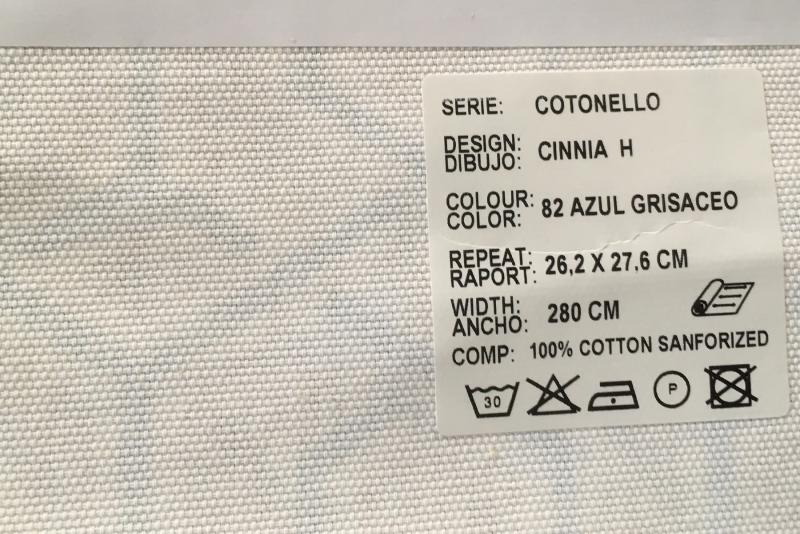 SERIE: COTONELLO
DESIGN:
DIBUJO: CINNIA H
COLOUR:
COLOR: 82 AZUL GRISACEO
REPEAT:
RAPORT: 26,2 X 27,6 CM
WIDTH:
ANCHO: 280 CM
COMP: 100% COTTON SANFORIZED
30 P